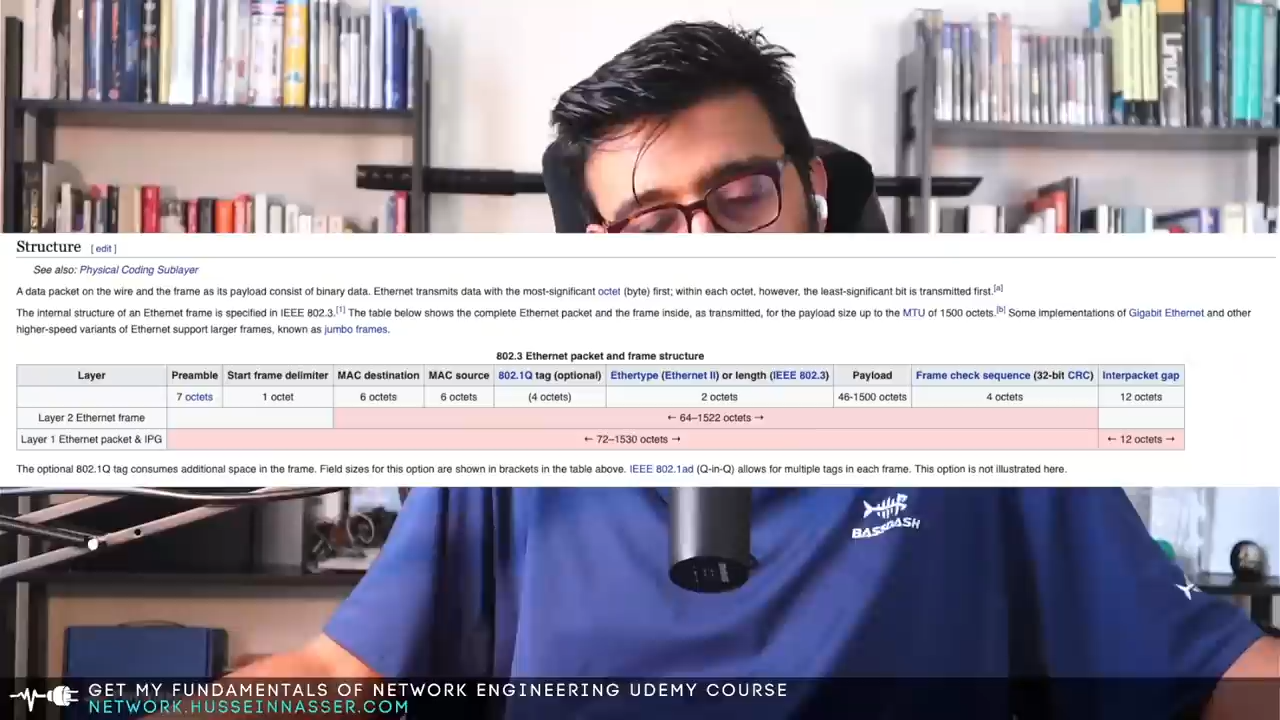 Linux
Structure [ edit ]
See also: Physical Coding Sublayer
A data packet on the wire and the frame as its payload consist of binary data. Ethernet transmits data with the most-significant octet (byte) first; within each octet, however, the least-significant bit is transmitted first.[a]
The internal structure of an Ethernet frame is specified in IEEE 802.3.[1] The table below shows the complete Ethernet packet and the frame inside, as transmitted, for the payload size up to the MTU of 1500 octets.[b] Some implementations of Gigabit Ethernet and other
higher-speed variants of Ethernet support larger frames, known as jumbo frames.
802.3 Ethernet packet and frame structure
Layer Preamble Start frame delimiter MAC destination MAC source 802.1Q tag (optional) Ethertype (Ethernet II) or length (IEEE 802.3) Payload Frame check sequence (32-bit CRC) Interpacket gap
7 octets 1 octet 6 octets 6 octets (4 octets) 2 octets 46-1500 octets 4 octets 12 octets
Layer 2 Ethernet frame ← 64–1522 octets →
Layer 1 Ethernet packet & IPG ← 72–1530 octets → ← 12 octets →
The optional 802.1Q tag consumes additional space in the frame. Field sizes for this option are shown in brackets in the table above. IEEE 802.1ad (Q-in-Q) allows for multiple tags in each frame. This option is not illustrated here.
BASSDASH
GET MY FUNDAMENTALS OF NETWORK ENGINEERING UDEMY COURSE
NETWORK.HUSSEINNASSER.COM